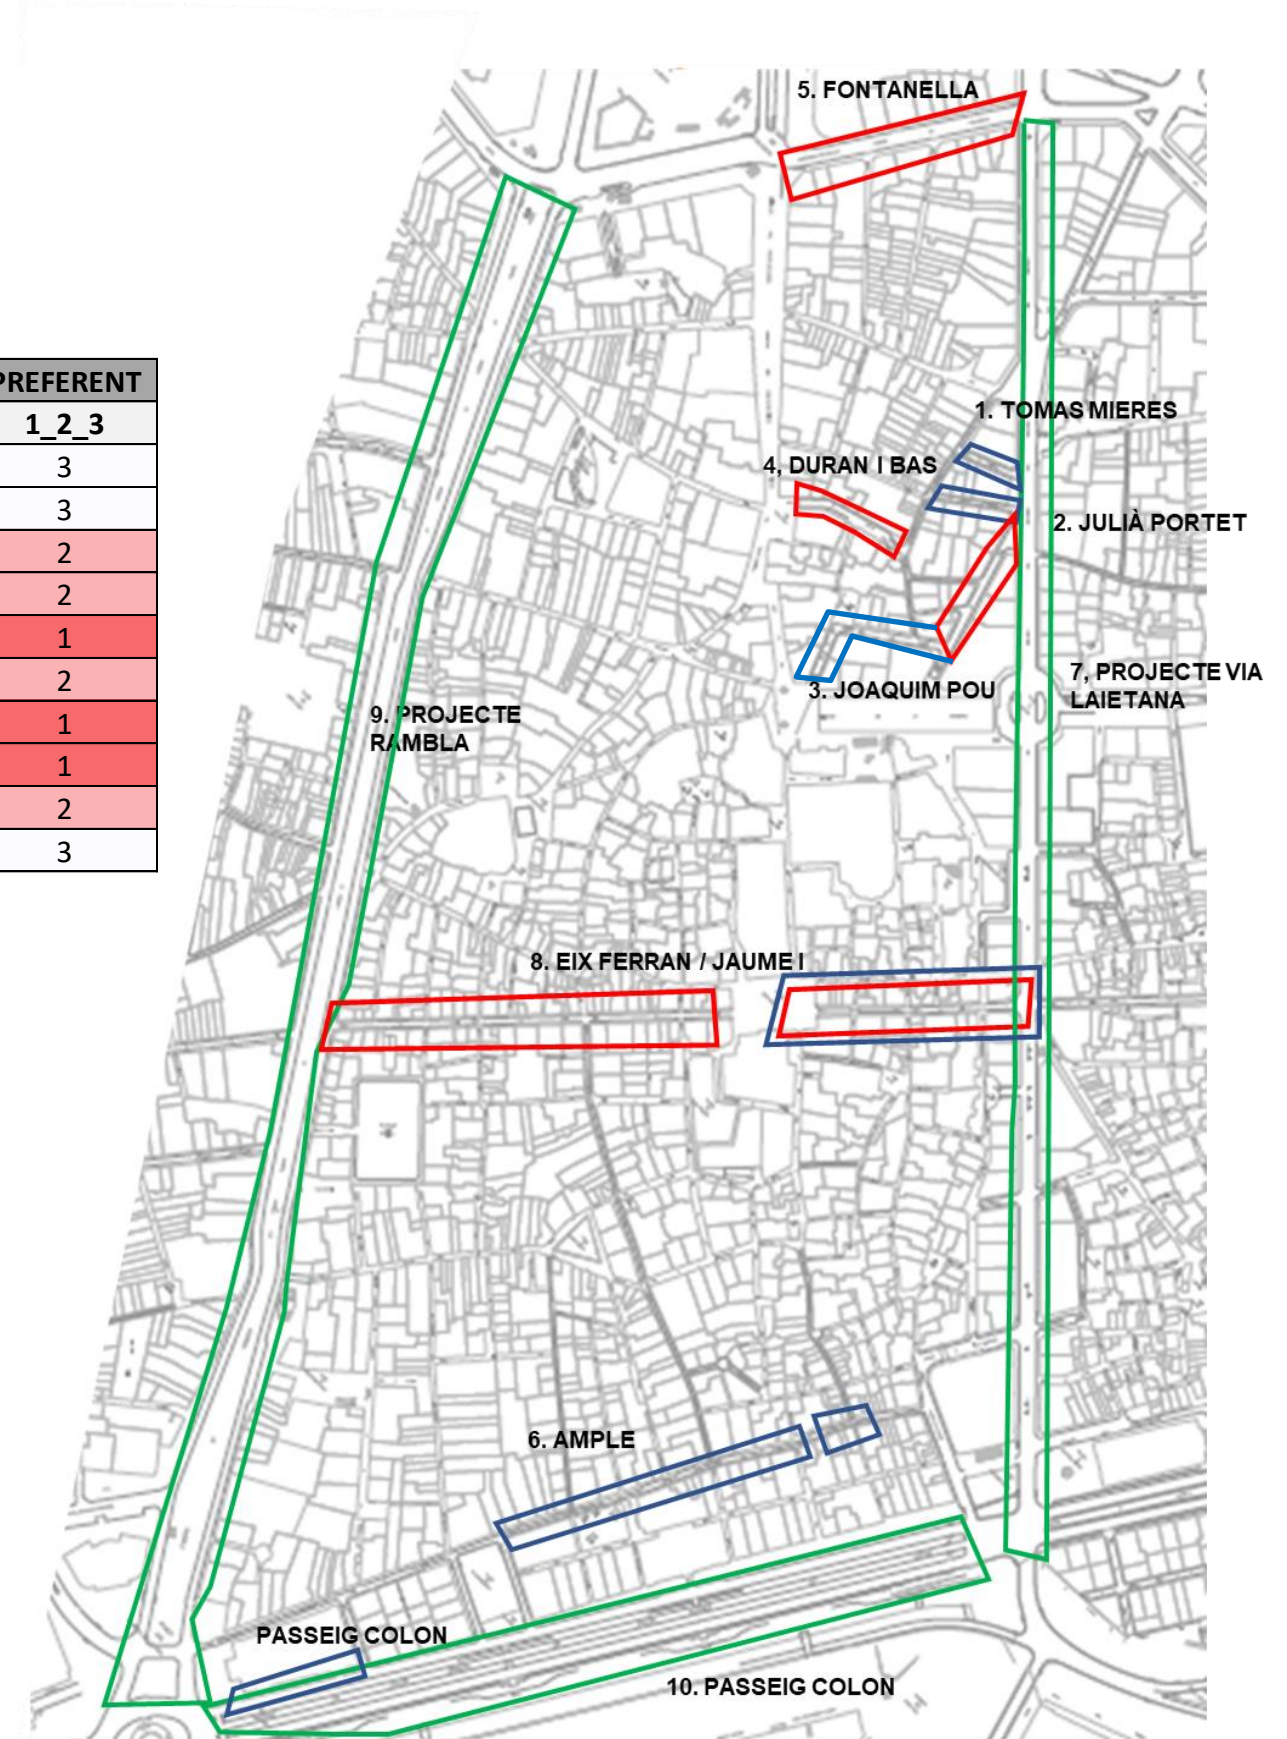 5. FONTANELLA
PREFERENT
1_2_3
3
3
2
2
1
2
1
1
2
3
1. TOMAS MIERES
4, DURAN I BAS
2. JULIÀ PORTET
7, PROJECTE VIA
LAIETANA
3. JOAQUIM POU
9. PROJECTE
RAMBLA
8. EIX FERRAN / JAUME I
6. AMPLE
PASSEIG COLON
10. PASSEIG COLON